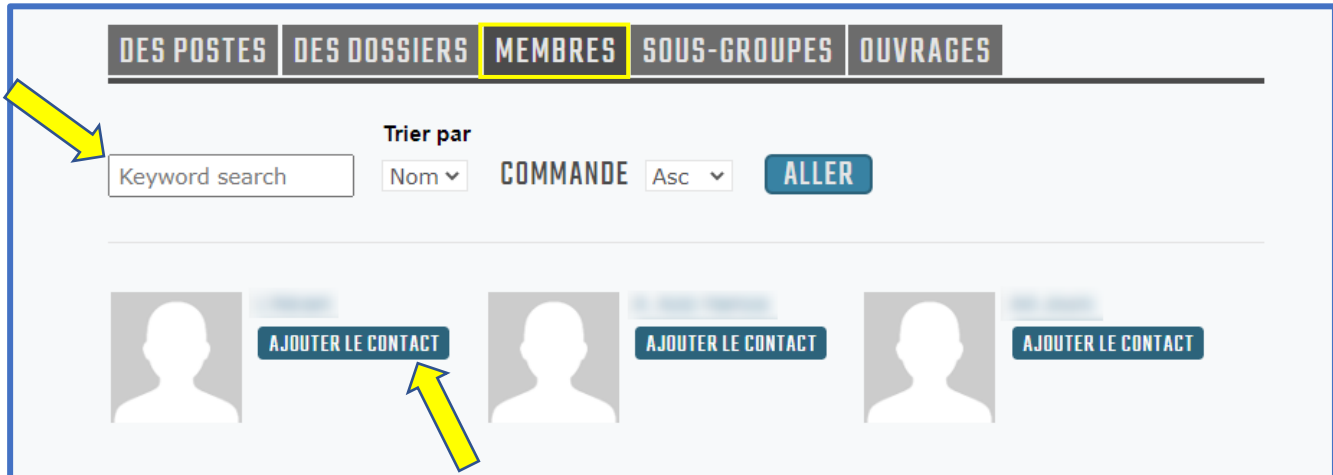 DES POSTES DES DOSSIERS MEMBRES SOUS-GROUPES OUVRAGES
Trier par
Keyword search Nom COMMANDE Asc ALLER
AJOUTER LE CONTACT AJOUTER LE CONTACT AJOUTER LE CONTACT